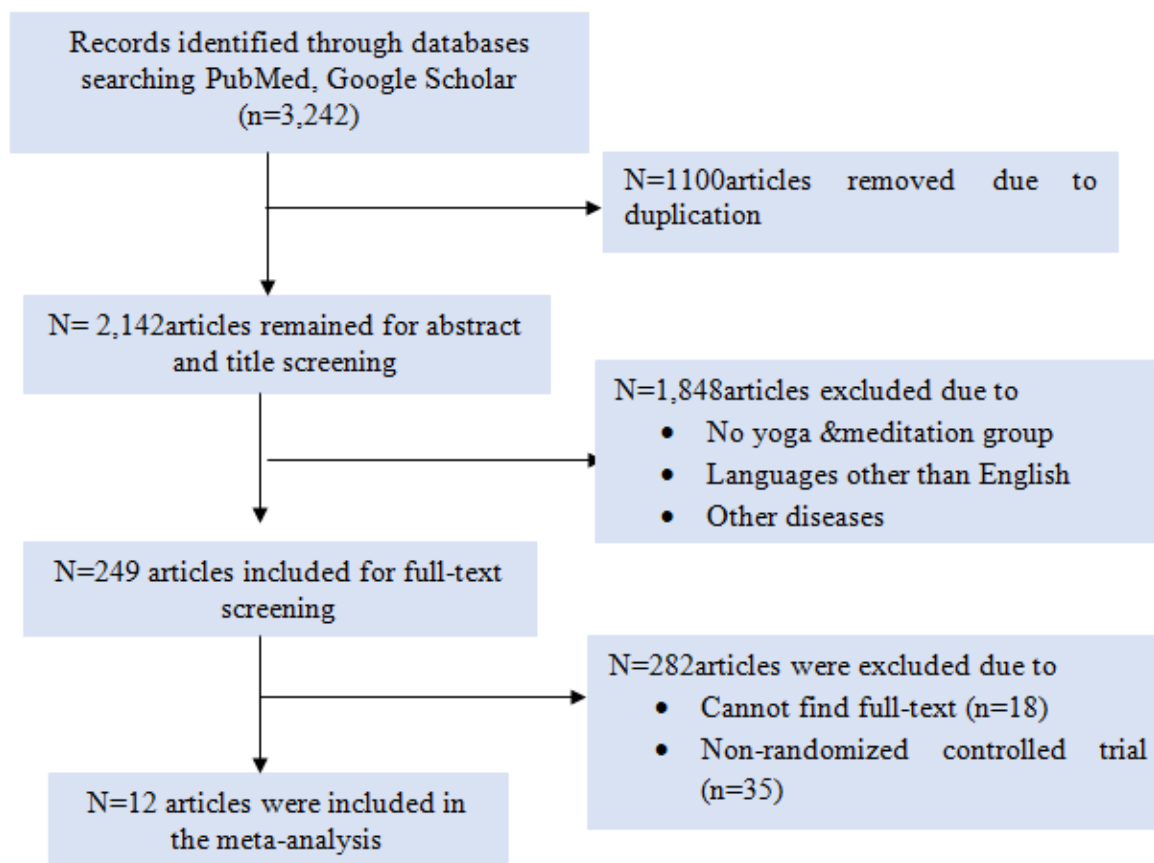 Records identified through databases
searching PubMed, Google Scholar
(n=3,242)
N=1100articles removed due to
duplication
N= 2,142articles remained for abstract
and title screening
N=1,848articles excluded due to
• No yoga &meditation group
• Languages other than English
• Other diseases
N=249 articles included for full-text
screening
N=282articles were excluded due to
• Cannot find full-text (n=18)
• Non-randomized controlled trial
(n=35)
N=12 articles were included in
the meta-analysis